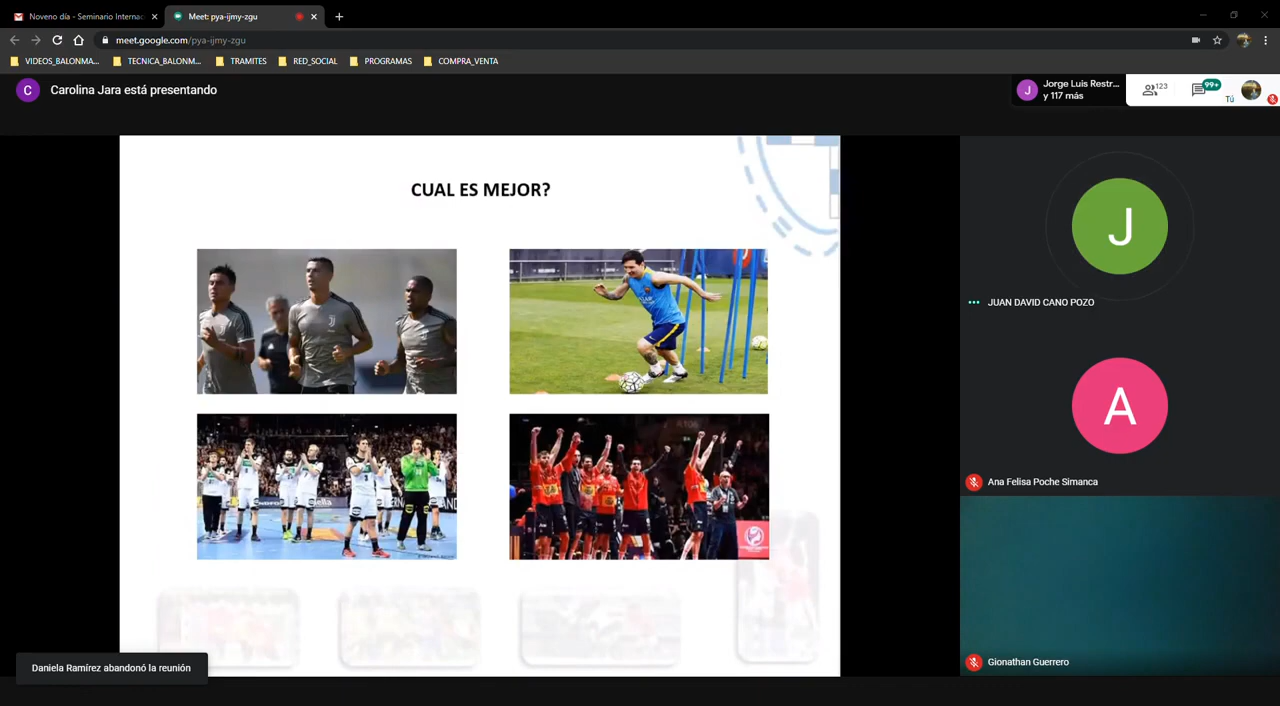 Noveno día - Seminario Internac
Meet: pya-ijmy-zgu
meet.google.com/pya-ijmy-zgu
VIDEOS_BALONMA...
TECNICA_BALONM...
TRAMITES
RED_SOCIAL
PROGRAMAS
COMPRA_VENTA
C
Carolina Jara está presentando
J
Jorge Luis Restr...
y 117 más
123
99+
Tú
CUAL ES MEJOR?
J
JUAN DAVID CANO POZO
A
Ana Felisa Poche Simanca
Gionathan Guerrero
Daniela Ramírez abandonó la reunión